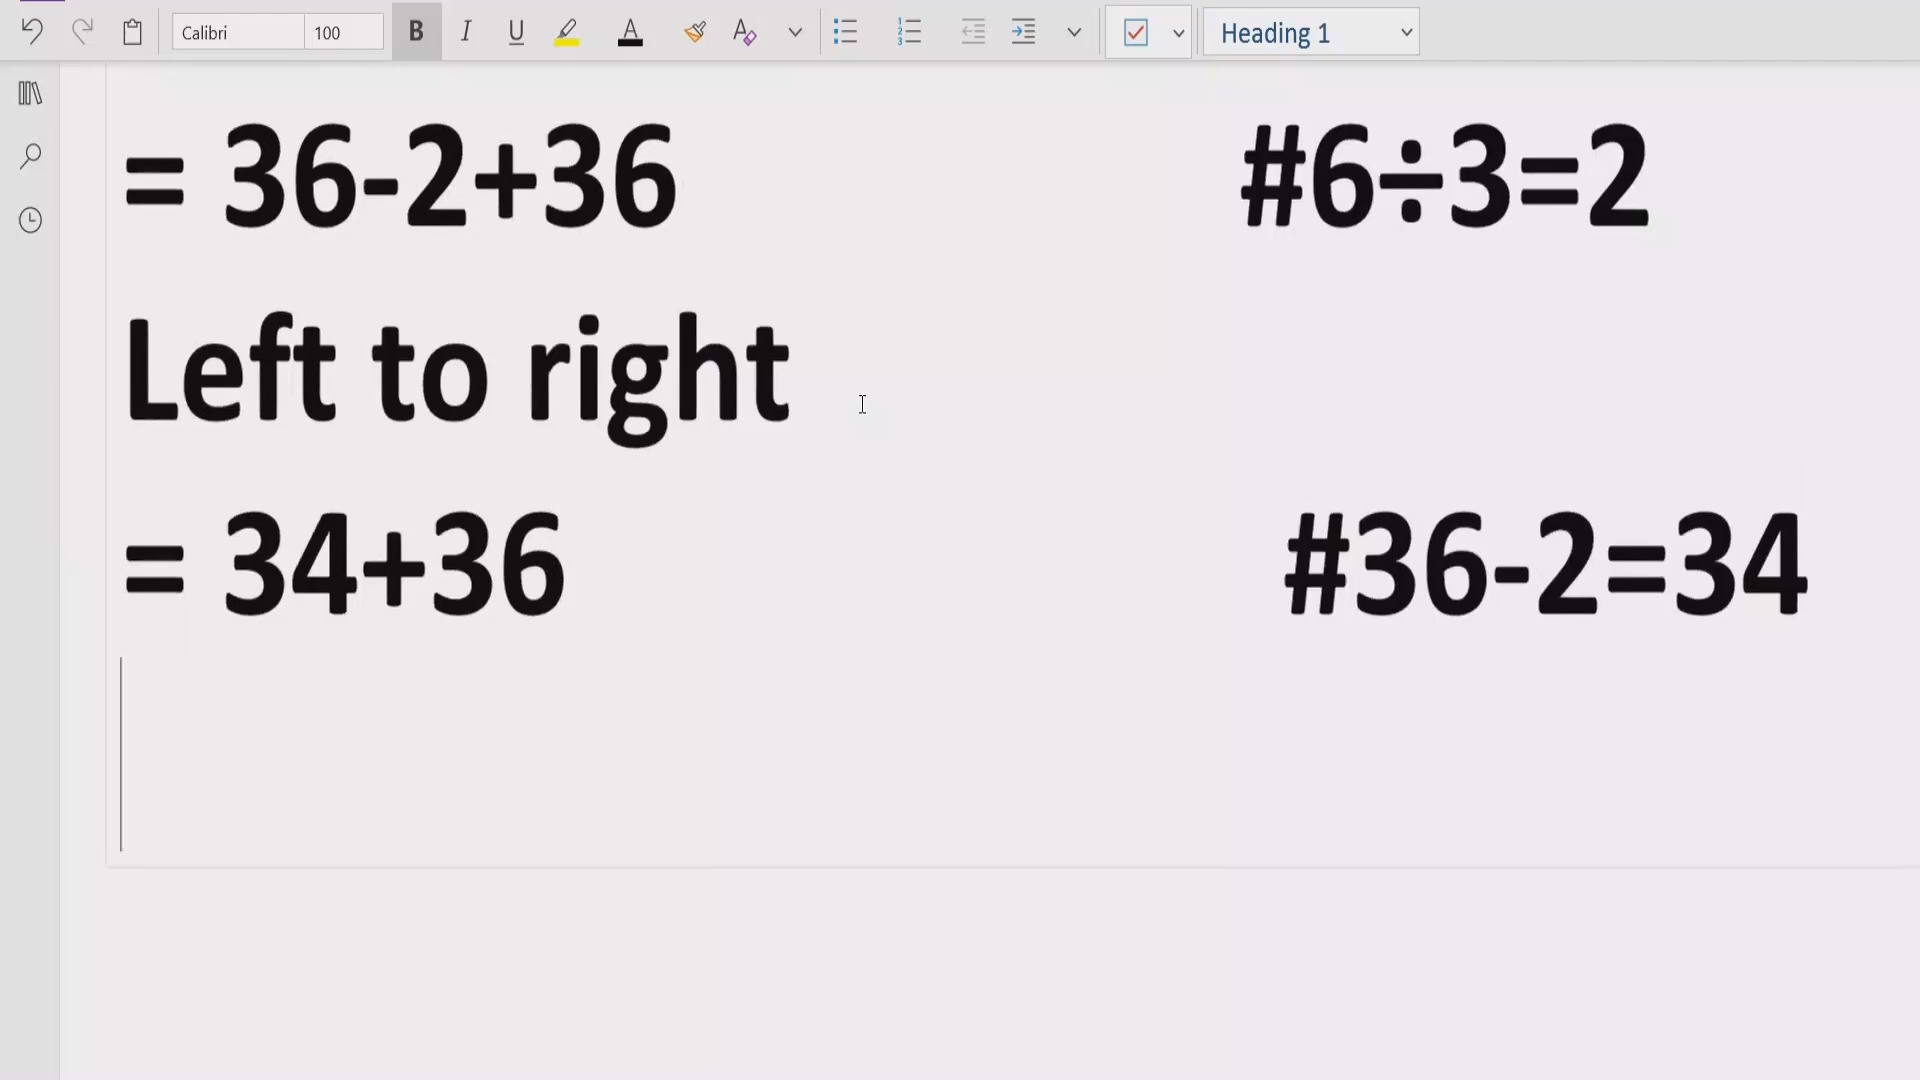 Calibri 100 B I U A A Heading 1
= 36-2+36 #6÷3=2
Left to right
= 34+36 #36-2=34